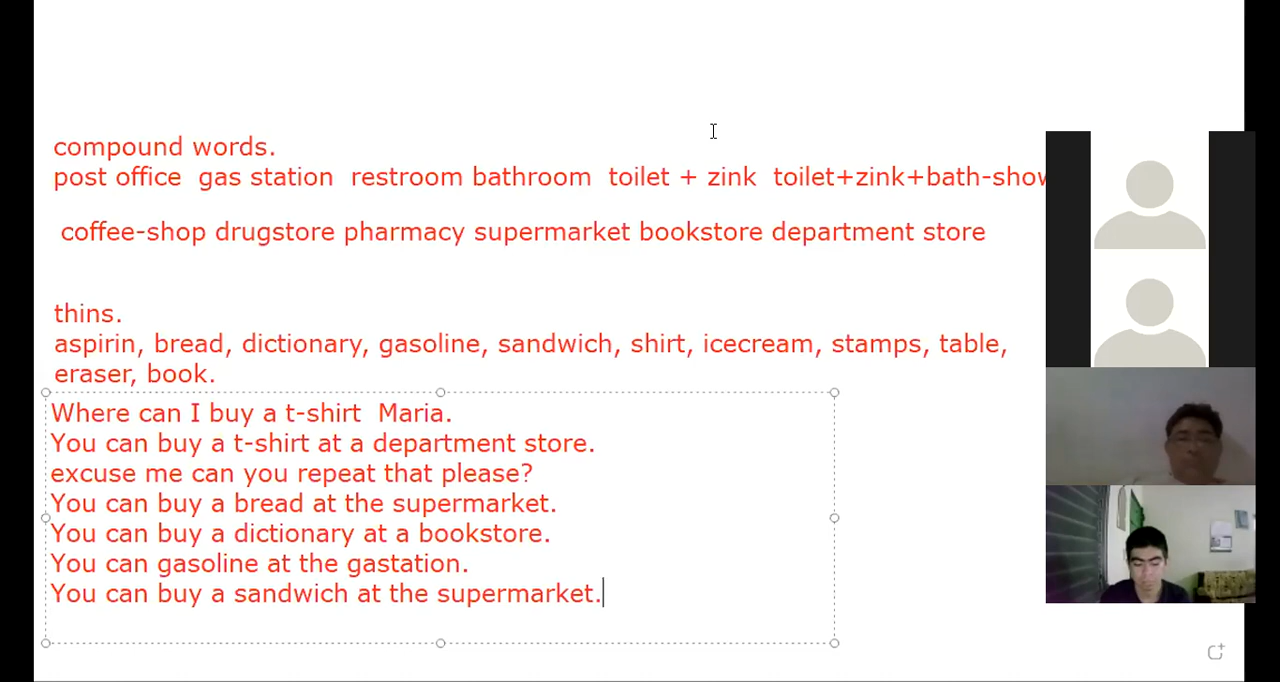 compound words.
post office gas station restroom bathroom toilet + zink toilet+zink+bath-show
coffee-shop drugstore pharmacy supermarket bookstore department store
thins.
aspirin, bread, dictionary, gasoline, sandwich, shirt, icecream, stamps, table,
eraser, book.
Where can I buy a t-shirt Maria.
You can buy a t-shirt at a department store.
excuse me can you repeat that please?
You can buy a bread at the supermarket.
You can buy a dictionary at a bookstore.
You can gasoline at the gastation.
You can buy a sandwich at the supermarket.